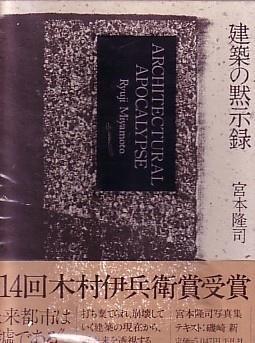 建築の黙示録
宮本隆司
ARCHITECTURAL
APOCALYPSE
Ryuji Miyamoto
14回木村伊兵衛賞受賞
宮本隆司写真集
テキスト:磯崎 新
打ち棄てられ、崩壊して
いく建築の現在から、
来都市は
墟である